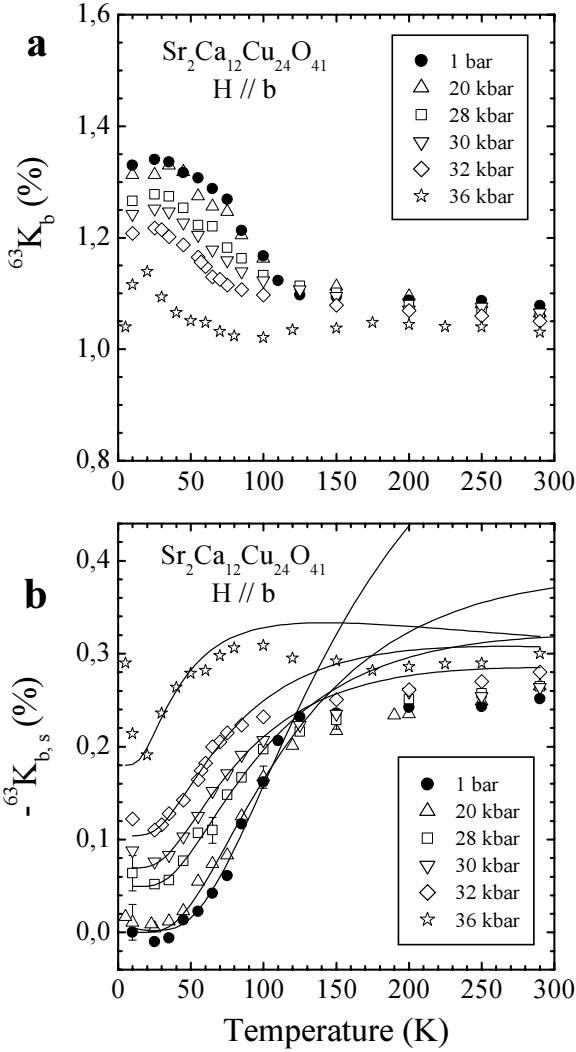 a
1,6
1,4
1,2
1,0
0,8
⁶³K_b (%)
Sr₂Ca₁₂Cu₂₄O₄₁
H // b
1 bar
20 kbar
28 kbar
30 kbar
32 kbar
36 kbar
0 50 100 150 200 250 300
b
0,4
0,3
0,2
0,1
0,0
-⁶³K_b,s (%)
Sr₂Ca₁₂Cu₂₄O₄₁
H // b
1 bar
20 kbar
28 kbar
30 kbar
32 kbar
36 kbar
0 50 100 150 200 250 300
Temperature (K)